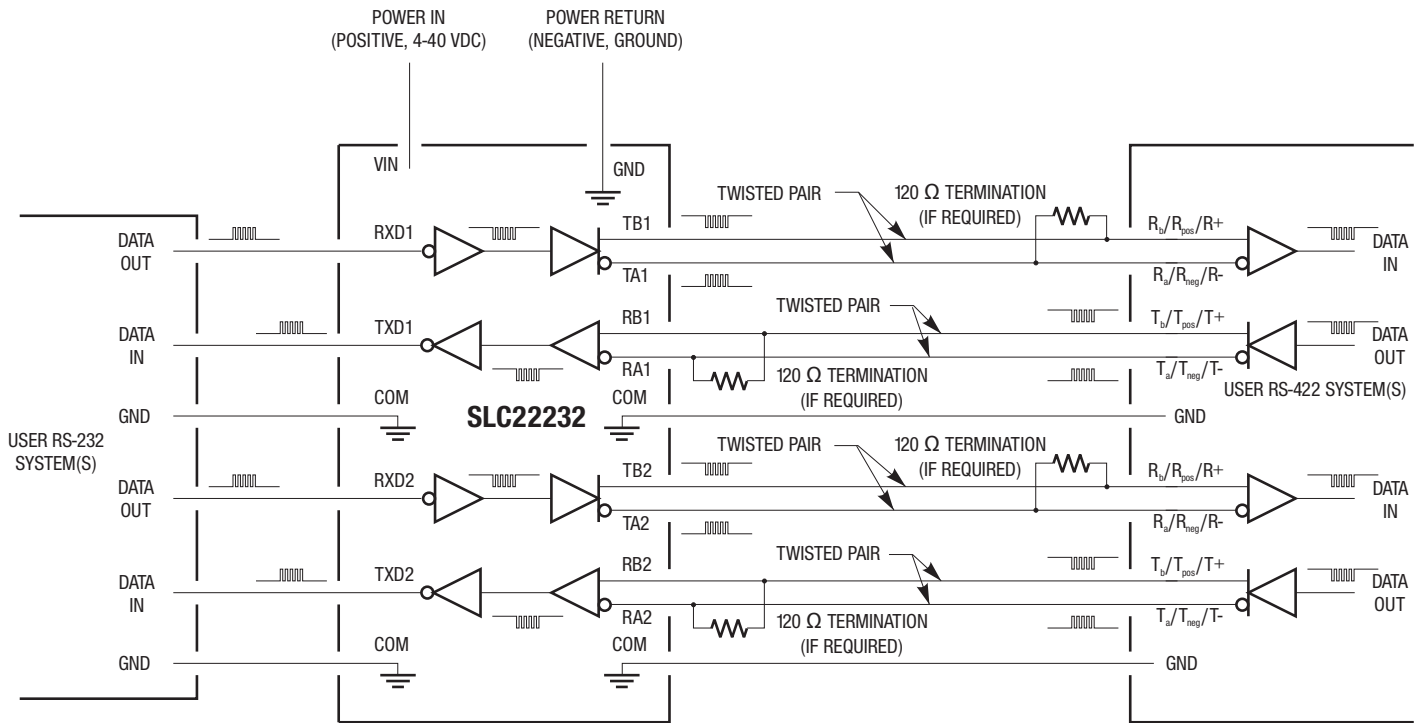 POWER IN
(POSITIVE, 4-40 VDC)
POWER RETURN
(NEGATIVE, GROUND)
VIN
GND
TWISTED PAIR
120 Ω TERMINATION
(IF REQUIRED)
DATA
OUT
RXD1
TB1
TA1
R_b/R_pos/R+
R_a/R_neg/R-
DATA
IN
DATA
IN
TXD1
RB1
RA1
TWISTED PAIR
120 Ω TERMINATION
(IF REQUIRED)
T_b/T_pos/T+
T_a/T_neg/T-
DATA
OUT
USER RS-422 SYSTEM(S)
GND
COM
SLC22232
COM
GND
USER RS-232
SYSTEM(S)
TWISTED PAIR
120 Ω TERMINATION
(IF REQUIRED)
DATA
OUT
RXD2
TB2
TA2
R_b/R_pos/R+
R_a/R_neg/R-
DATA
IN
DATA
IN
TXD2
RB2
RA2
TWISTED PAIR
120 Ω TERMINATION
(IF REQUIRED)
T_b/T_pos/T+
T_a/T_neg/T-
DATA
OUT
GND
COM
COM
GND